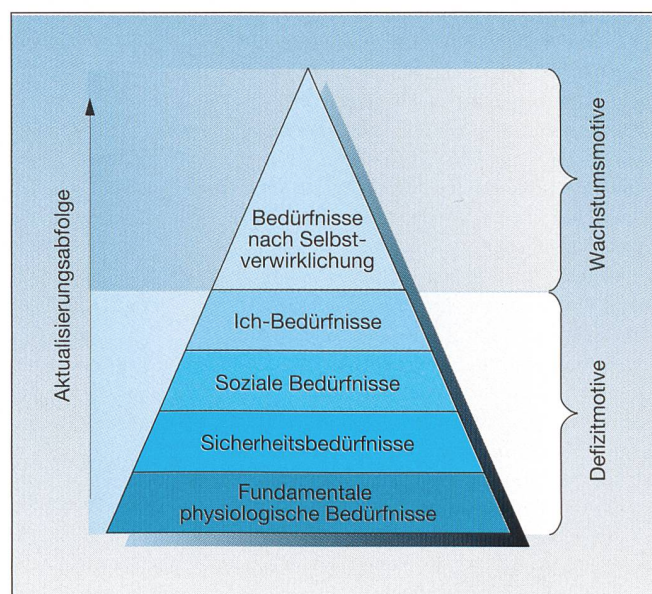 Aktualisierungsabfolge
Bedürfnisse
nach Selbst-
verwirklichung
Ich-Bedürfnisse
Soziale Bedürfnisse
Sicherheitsbedürfnisse
Fundamentale
physiologische Bedürfnisse
Wachstumsmotive
Defizitmotive